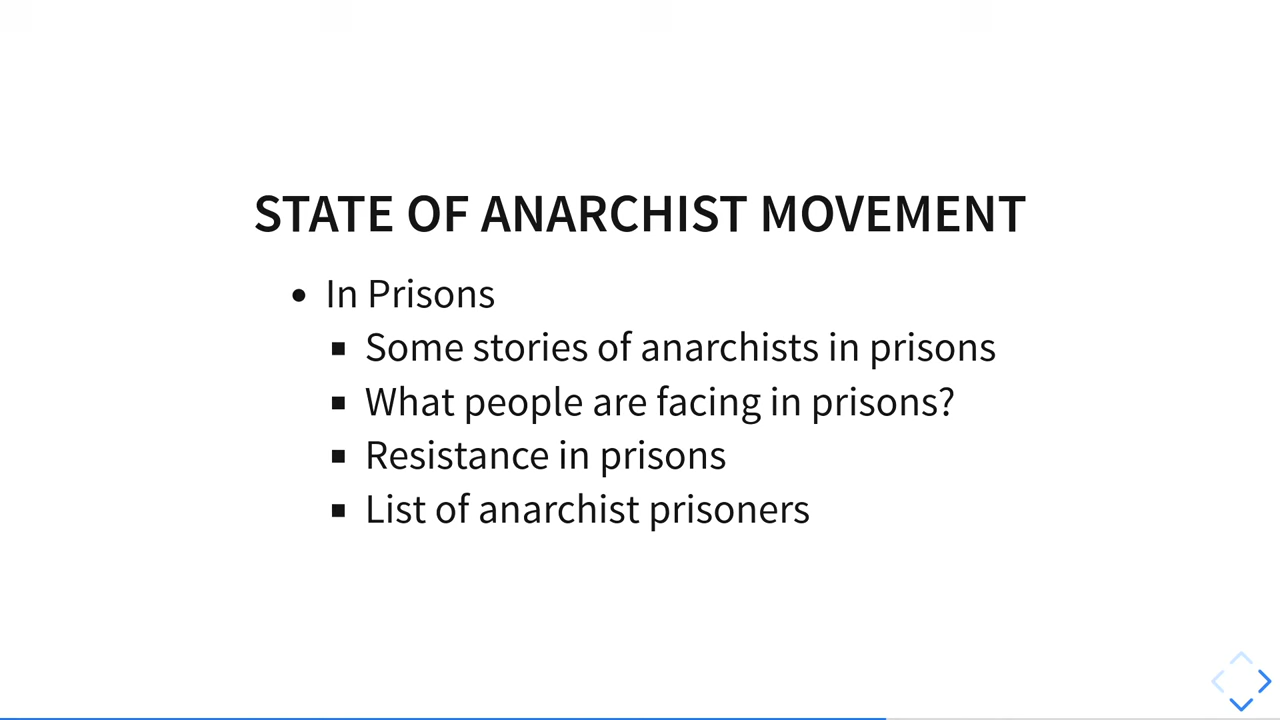 STATE OF ANARCHIST MOVEMENT
• In Prisons
▪ Some stories of anarchists in prisons
▪ What people are facing in prisons?
▪ Resistance in prisons
▪ List of anarchist prisoners